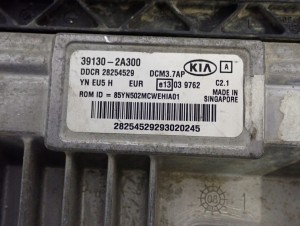 39130-2A300
KIA
A
DDCR 28254529 DCM3.7AP
YN EU5 H EUR e13 03 9762 C2.1
ROM ID = 85YN502MCWEHIA01
MADE IN
SINGAPORE
28254529293020245